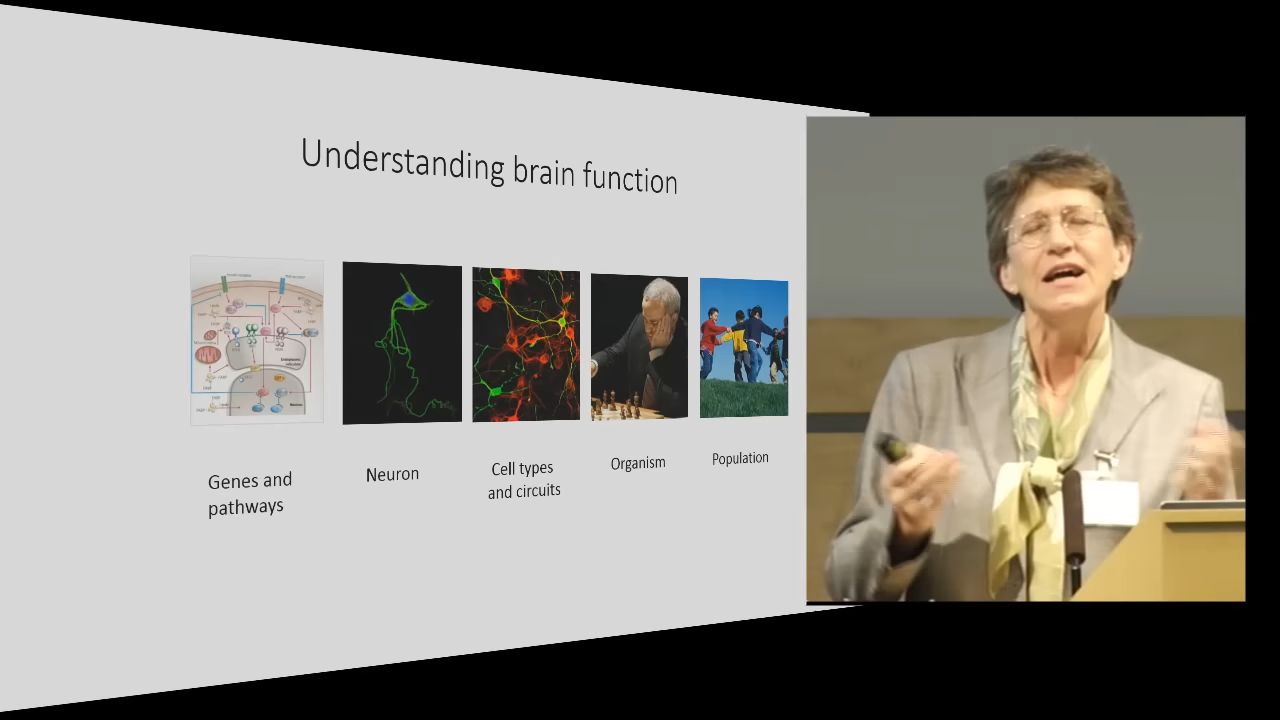 Understanding brain function
Genes and
pathways
Neuron
Cell types
and circuits
Organism
Population